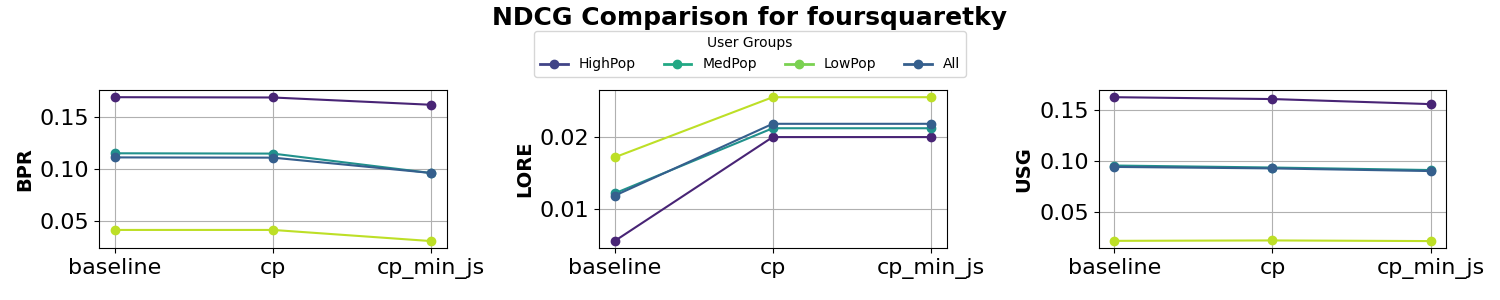 NDCG Comparison for foursquaretky
User Groups
HighPop MedPop LowPop All
BPR
0.15
0.10
0.05
baseline cp cp_min_js
LORE
0.02
0.01
baseline cp cp_min_js
USG
0.15
0.10
0.05
baseline cp cp_min_js